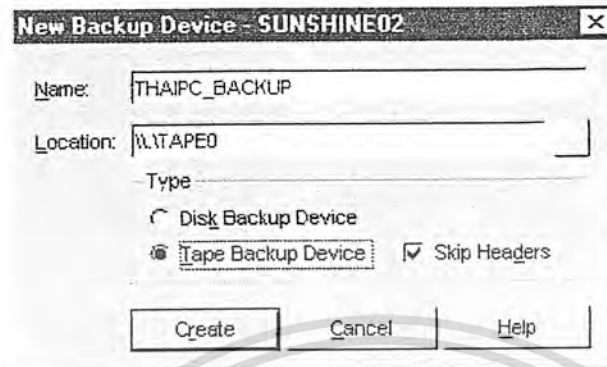 New Backup Device - SUNSHINE02
Name: THAIPC_BACKUP
Location: \\.\TAPE0
Type
Disk Backup Device
Tape Backup Device Skip Headers
Create Cancel Help